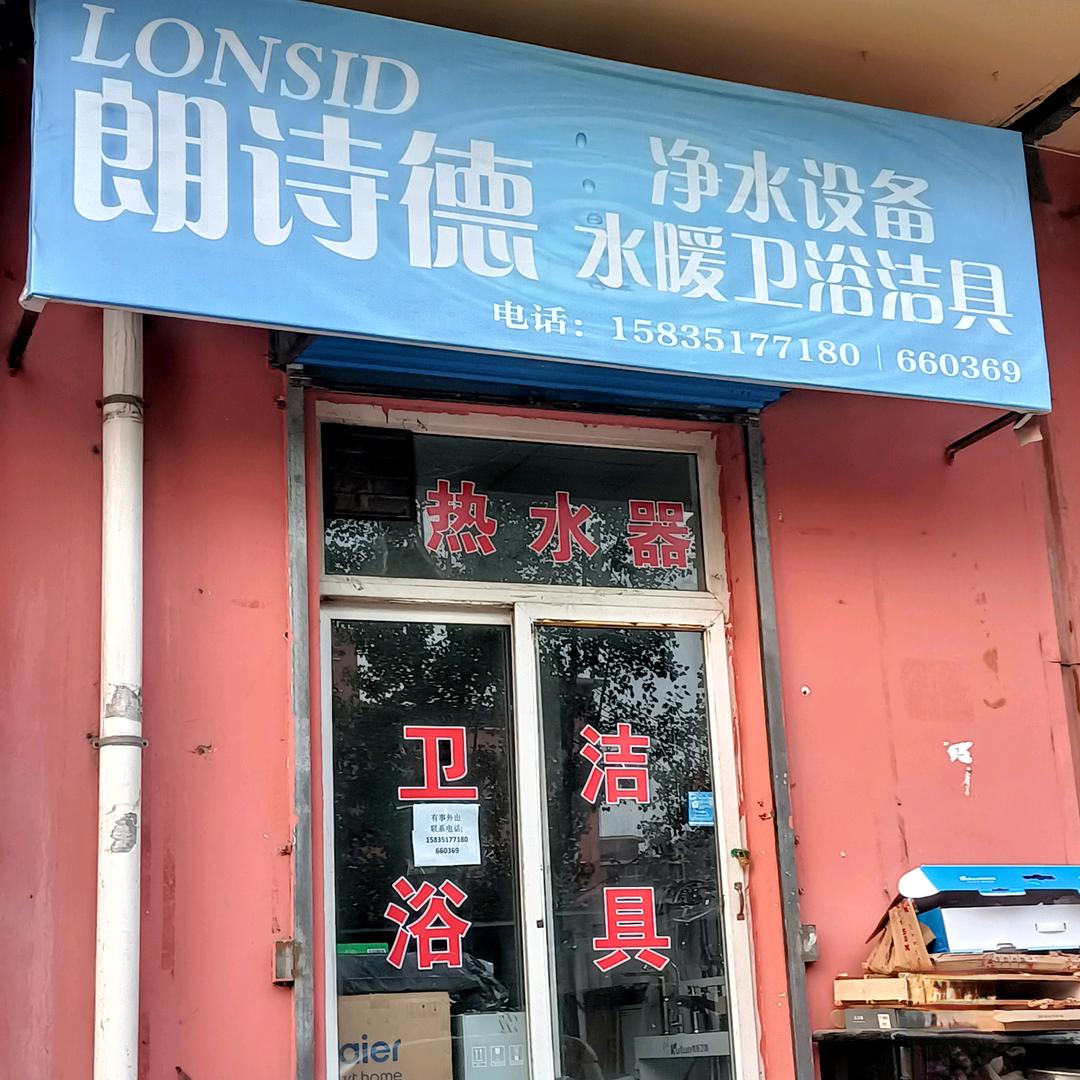 LONSID
朗诗德
净水设备
水暖卫浴洁具
电话：15835177180 | 660369
热水器
卫 洁
浴 具
有事外出
联系电话;
15835177180
660369
aier